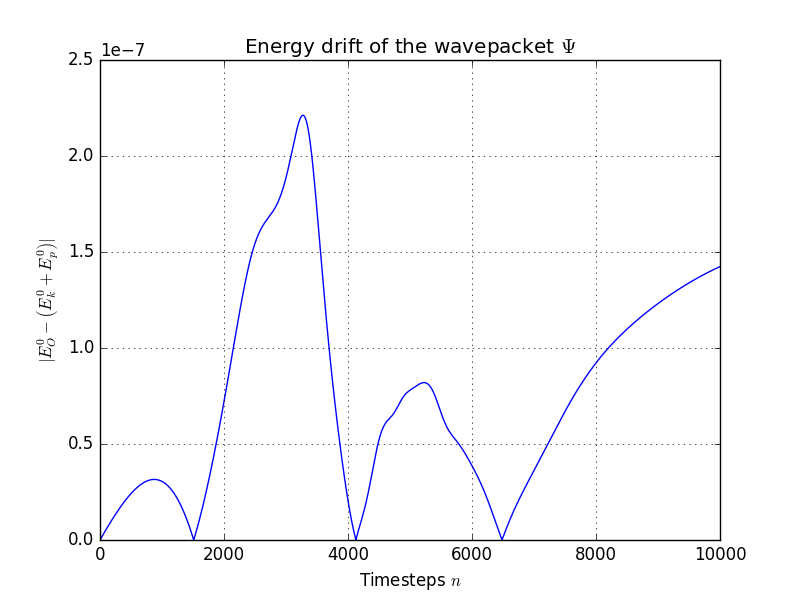 Energy drift of the wavepacket Ψ
1e−7
2.5
2.0
1.5
1.0
0.5
0.0
|E_O^0 − (E_k^0 + E_p^0)|
0 2000 4000 6000 8000 10000
Timesteps n